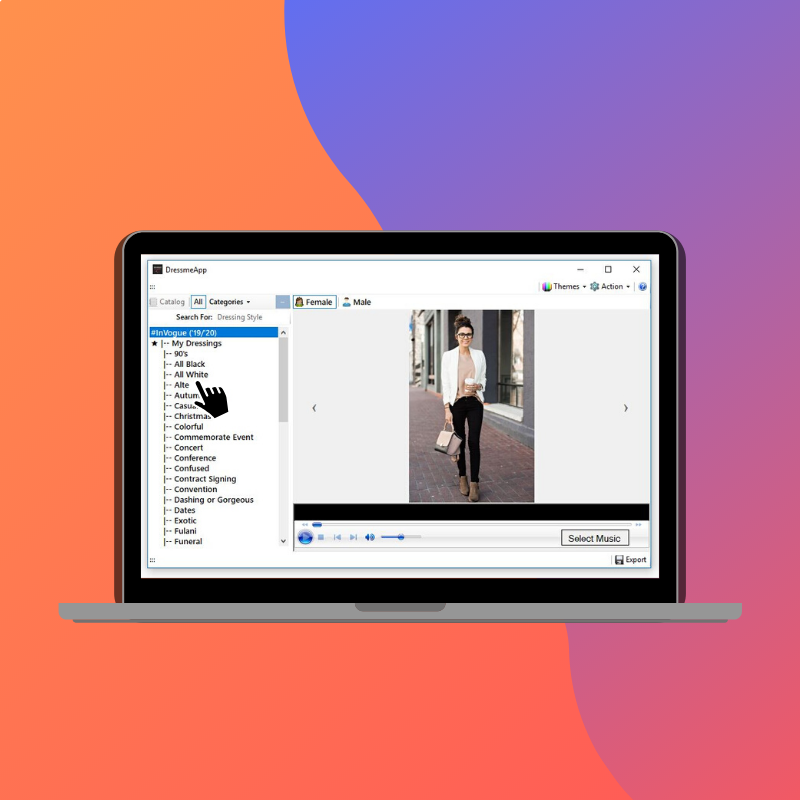 DressmeApp
Themes Action
Catalog All Categories Female Male
Search For: Dressing Style
#InVogue ('19/'20)
|-- My Dressings
|-- 90's
|-- All Black
|-- All White
|-- Alte
|--
|--
|-- Christmas
|-- Colorful
|-- Commemorate Event
|-- Concert
|-- Conference
|-- Confused
|-- Contract Signing
|-- Convention
|-- Dashing or Gorgeous
|-- Dates
|-- Exotic
|-- Fulani
|-- Funeral
Select Music
Export